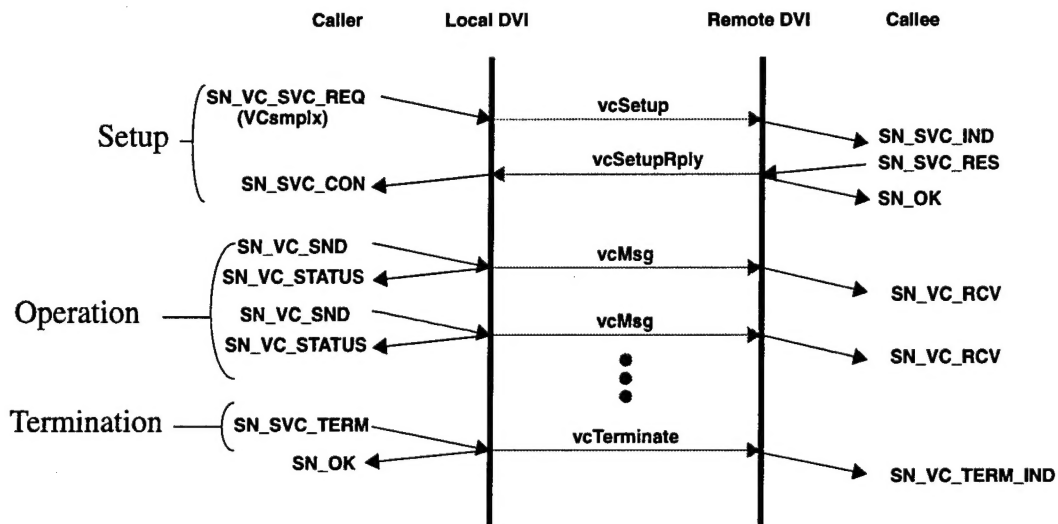 Caller Local DVI Remote DVI Callee
SN_VC_SVC_REQ
(VCsmplx)
vcSetup
Setup
SN_SVC_IND
vcSetupRply
SN_SVC_RES
SN_SVC_CON
SN_OK
SN_VC_SND
vcMsg
SN_VC_STATUS
SN_VC_RCV
Operation
SN_VC_SND
vcMsg
SN_VC_STATUS
SN_VC_RCV
Termination
SN_SVC_TERM
vcTerminate
SN_OK
SN_VC_TERM_IND